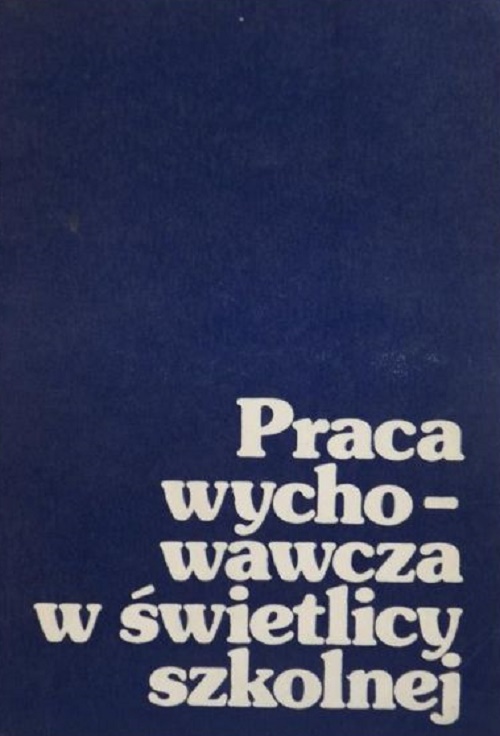 Praca
wycho-
wawcza
w świetlicy
szkolnej